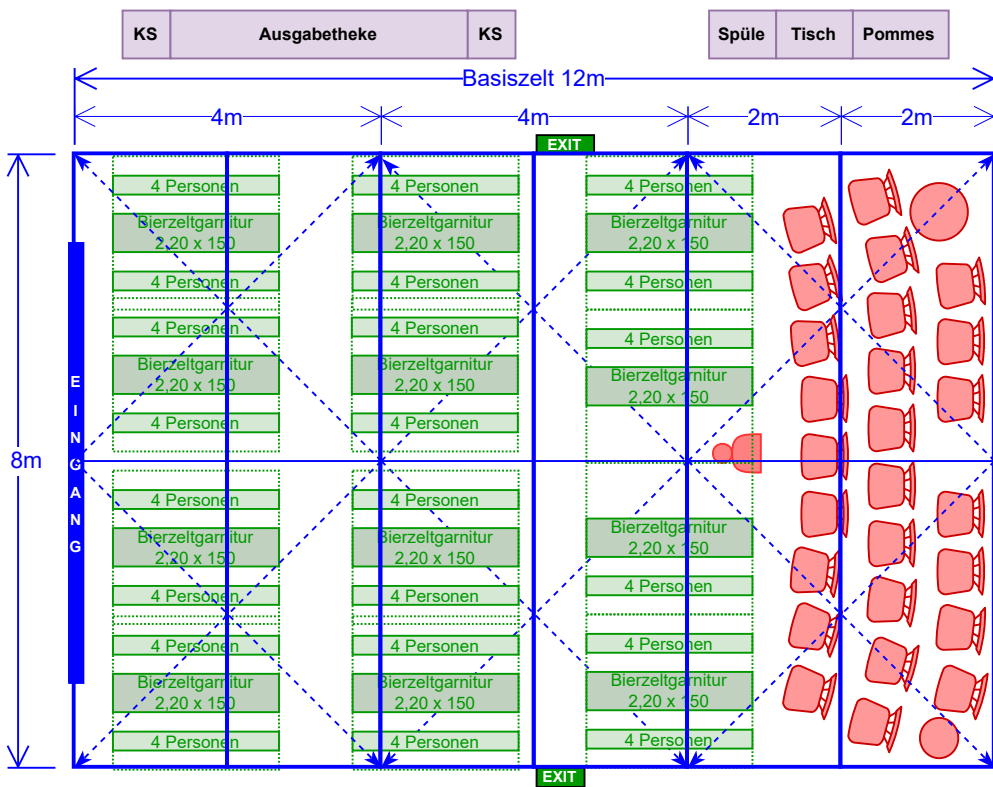 KS
Ausgabetheke
KS
Spüle
Tisch
Pommes
Basiszelt 12m
4m
4m
2m
2m
EXIT
8m
EINGANG
4 Personen
Bierzeltgarnitur
2,20 x 150
4 Personen
4 Personen
Bierzeltgarnitur
2,20 x 150
4 Personen
4 Personen
Bierzeltgarnitur
2,20 x 150
4 Personen
4 Personen
Bierzeltgarnitur
2,20 x 150
4 Personen
4 Personen
Bierzeltgarnitur
2,20 x 150
4 Personen
4 Personen
Bierzeltgarnitur
2,20 x 150
4 Personen
4 Personen
Bierzeltgarnitur
2,20 x 150
4 Personen
4 Personen
Bierzeltgarnitur
2,20 x 150
4 Personen
4 Personen
Bierzeltgarnitur
2,20 x 150
4 Personen
4 Personen
Bierzeltgarnitur
2,20 x 150
Bierzeltgarnitur
2,20 x 150
4 Personen
4 Personen
Bierzeltgarnitur
2,20 x 150
4 Personen
EXIT